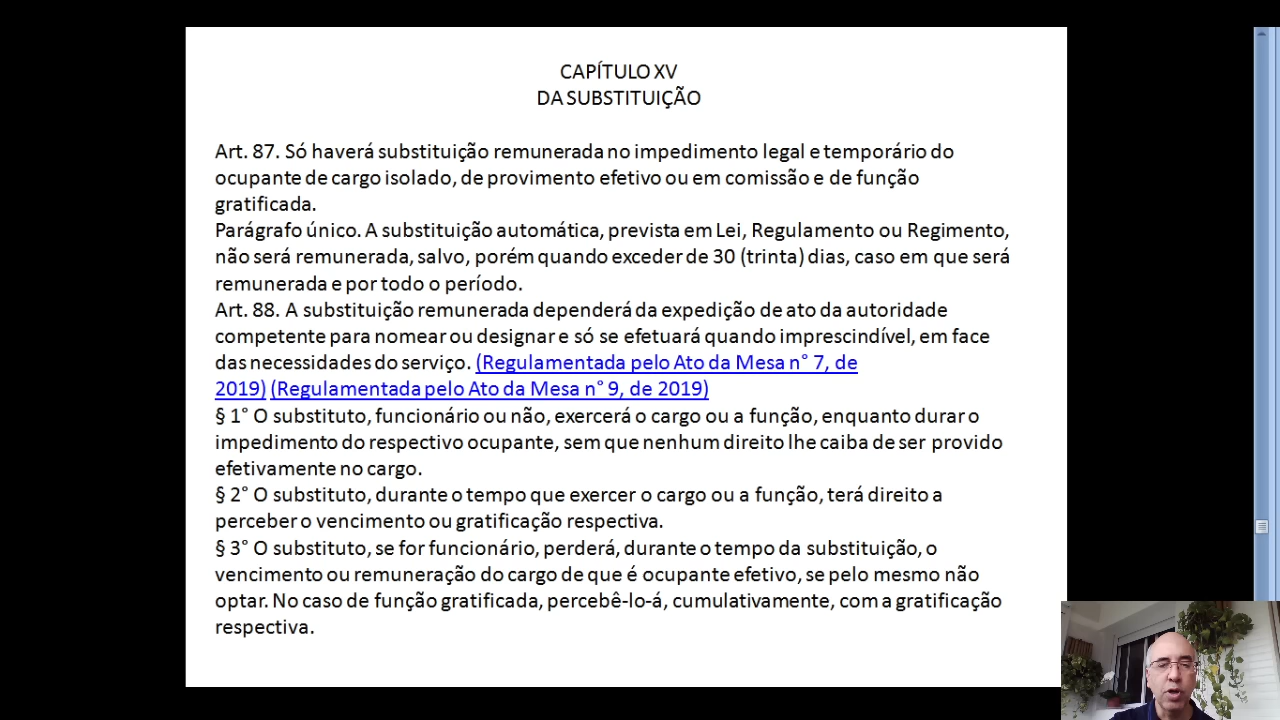 CAPÍTULO XV
DA SUBSTITUIÇÃO
Art. 87. Só haverá substituição remunerada no impedimento legal e temporário do
ocupante de cargo isolado, de provimento efetivo ou em comissão e de função
gratificada.
Parágrafo único. A substituição automática, prevista em Lei, Regulamento ou Regimento,
não será remunerada, salvo, porém quando exceder de 30 (trinta) dias, caso em que será
remunerada e por todo o período.
Art. 88. A substituição remunerada dependerá da expedição de ato da autoridade
competente para nomear ou designar e só se efetuará quando imprescindível, em face
das necessidades do serviço. (Regulamentada pelo Ato da Mesa n° 7, de
2019) (Regulamentada pelo Ato da Mesa n° 9, de 2019)
§ 1° O substituto, funcionário ou não, exercerá o cargo ou a função, enquanto durar o
impedimento do respectivo ocupante, sem que nenhum direito lhe caiba de ser provido
efetivamente no cargo.
§ 2° O substituto, durante o tempo que exercer o cargo ou a função, terá direito a
perceber o vencimento ou gratificação respectiva.
§ 3° O substituto, se for funcionário, perderá, durante o tempo da substituição, o
vencimento ou remuneração do cargo de que é ocupante efetivo, se pelo mesmo não
optar. No caso de função gratificada, percebê-lo-á, cumulativamente, com a gratificação
respectiva.